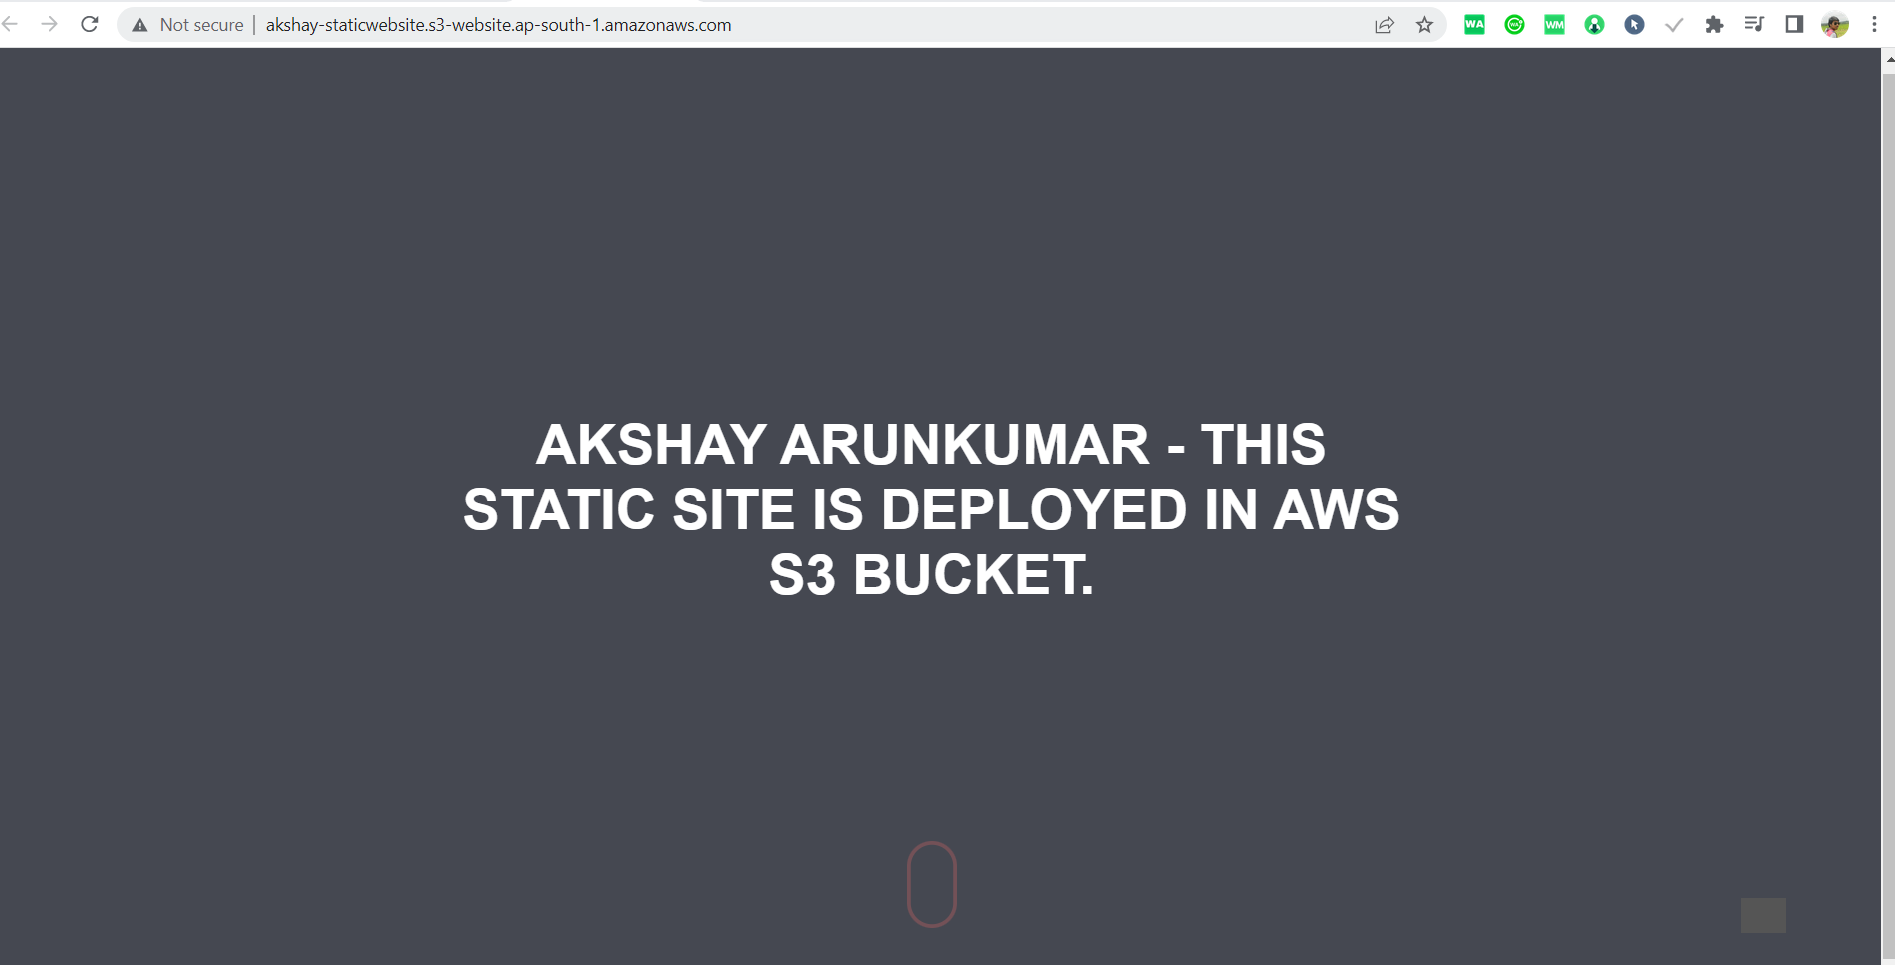 Not secure | akshay-staticwebsite.s3-website.ap-south-1.amazonaws.com
WA
WA
WM
AKSHAY ARUNKUMAR - THIS
STATIC SITE IS DEPLOYED IN AWS
S3 BUCKET.